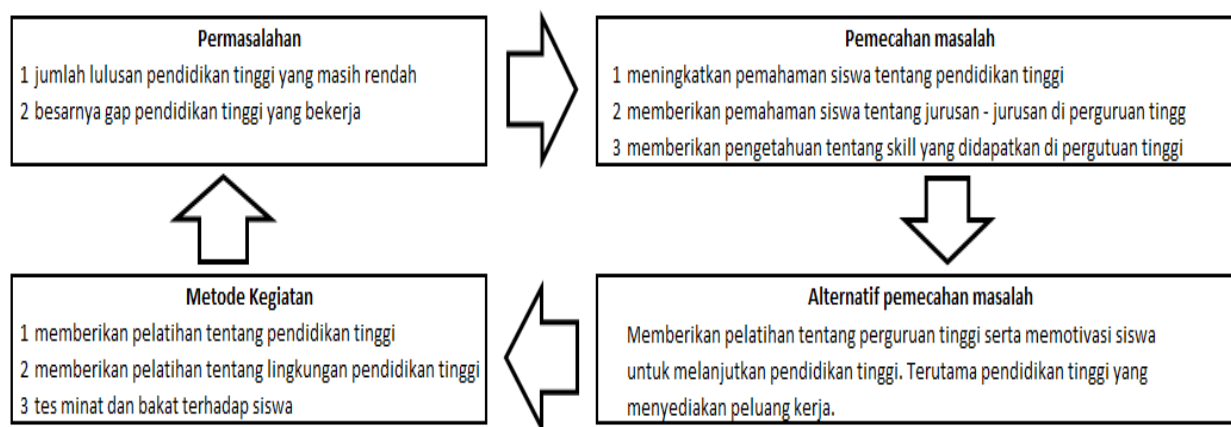 Permasalahan
1 jumlah lulusan pendidikan tinggi yang masih rendah
2 besarnya gap pendidikan tinggi yang bekerja
Pemecahan masalah
1 meningkatkan pemahaman siswa tentang pendidikan tinggi
2 memberikan pemahaman siswa tentang jurusan - jurusan di perguruan tingg
3 memberikan pengetahuan tentang skill yang didapatkan di pergutuan tinggi
Alternatif pemecahan masalah
Memberikan pelatihan tentang perguruan tinggi serta memotivasi siswa
untuk melanjutkan pendidikan tinggi. Terutama pendidikan tinggi yang
menyediakan peluang kerja.
Metode Kegiatan
1 memberikan pelatihan tentang pendidikan tinggi
2 memberikan pelatihan tentang lingkungan pendidikan tinggi
3 tes minat dan bakat terhadap siswa